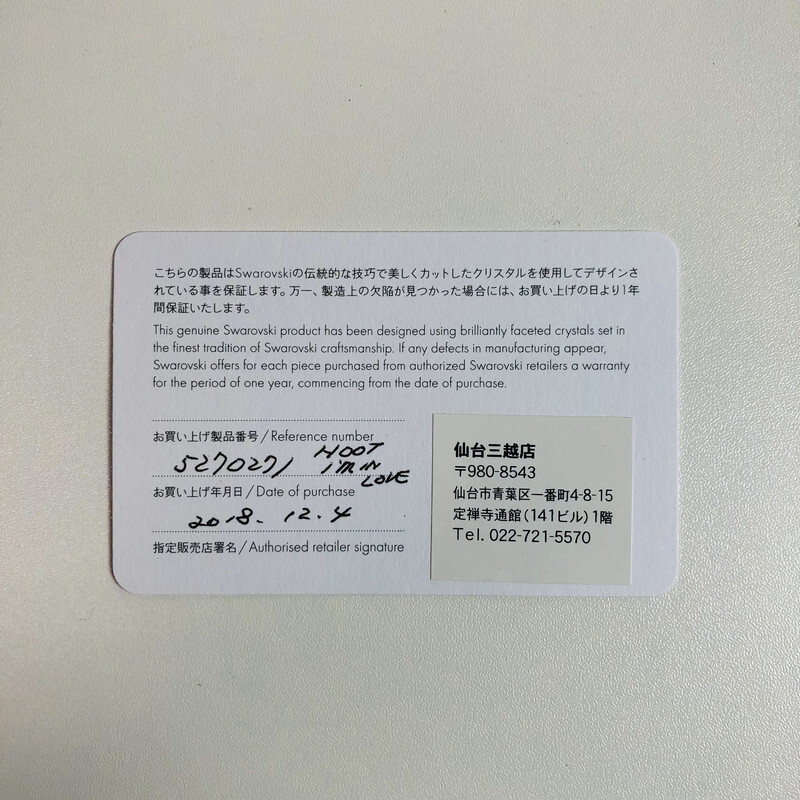 こちらの製品はSwarovskiの伝統的な技巧で美しくカットしたクリスタルを使用してデザインさ
れている事を保証します。万一、製造上の欠陥が見つかった場合には、お買い上げの日より1年
間保証いたします。
This genuine Swarovski product has been designed using brilliantly faceted crystals set in
the finest tradition of Swarovski craftsmanship. If any defects in manufacturing appear,
Swarovski offers for each piece purchased from authorized Swarovski retailers a warranty
for the period of one year, commencing from the date of purchase.
お買い上げ製品番号/Reference number
5270271 HOOT
I'M IN
LOVE
お買い上げ年月日/Date of purchase
2018. 12. 4
指定販売店署名/Authorised retailer signature
仙台三越店
〒980-8543
仙台市青葉区一番町4-8-15
定禅寺通館(141ビル)1階
Tel. 022-721-5570